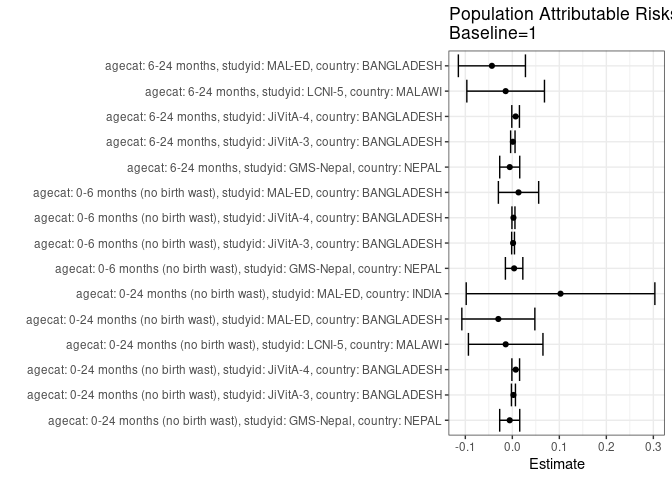 Population Attributable Risks
Baseline=1
agecat: 6-24 months, studyid: MAL-ED, country: BANGLADESH
agecat: 6-24 months, studyid: LCNI-5, country: MALAWI
agecat: 6-24 months, studyid: JiVitA-4, country: BANGLADESH
agecat: 6-24 months, studyid: JiVitA-3, country: BANGLADESH
agecat: 6-24 months, studyid: GMS-Nepal, country: NEPAL
agecat: 0-6 months (no birth wast), studyid: MAL-ED, country: BANGLADESH
agecat: 0-6 months (no birth wast), studyid: JiVitA-4, country: BANGLADESH
agecat: 0-6 months (no birth wast), studyid: JiVitA-3, country: BANGLADESH
agecat: 0-6 months (no birth wast), studyid: GMS-Nepal, country: NEPAL
agecat: 0-24 months (no birth wast), studyid: MAL-ED, country: INDIA
agecat: 0-24 months (no birth wast), studyid: MAL-ED, country: BANGLADESH
agecat: 0-24 months (no birth wast), studyid: LCNI-5, country: MALAWI
agecat: 0-24 months (no birth wast), studyid: JiVitA-4, country: BANGLADESH
agecat: 0-24 months (no birth wast), studyid: JiVitA-3, country: BANGLADESH
agecat: 0-24 months (no birth wast), studyid: GMS-Nepal, country: NEPAL
-0.1 0.0 0.1 0.2 0.3
Estimate